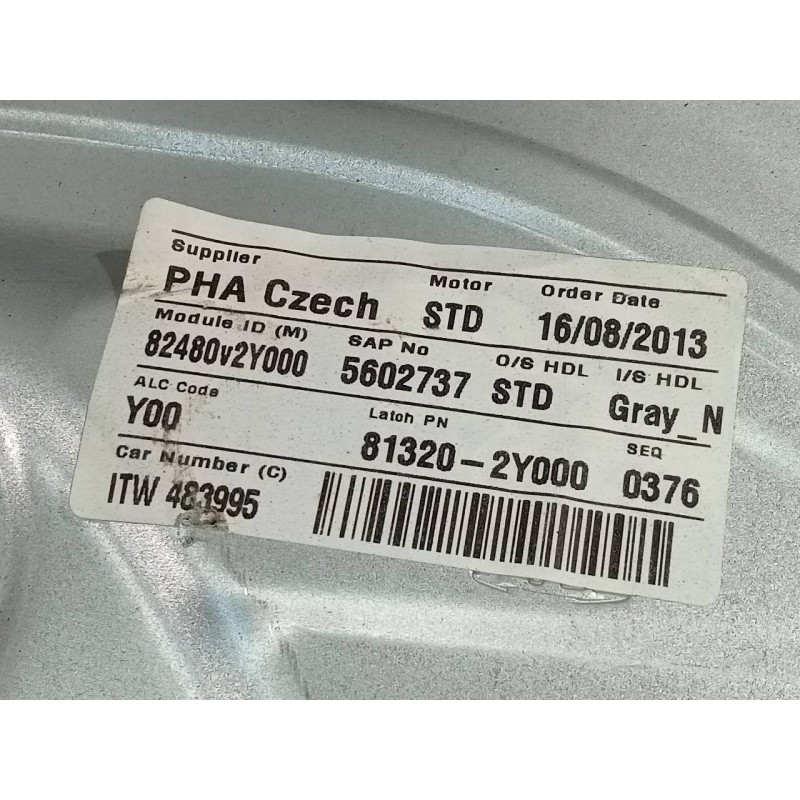 Supplier Motor Order Date
PHA Czech STD 16/08/2013
Module ID (M) SAP No O/S HDL I/S HDL
82480v2Y000 5602737 STD Gray_N
ALC Code Latch PN SEQ
Y00 81320-2Y000 0376
Car Number (C)
ITW 483995